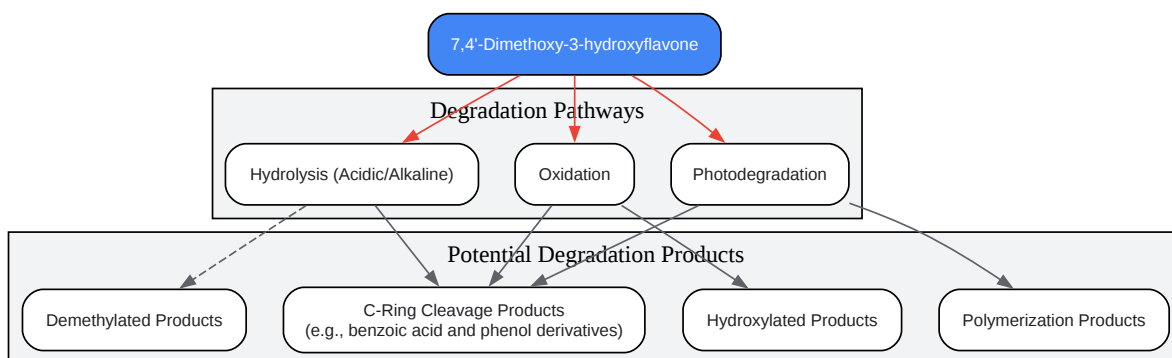 7,4'-Dimethoxy-3-hydroxyflavone
Degradation Pathways
Hydrolysis (Acidic/Alkaline)
Oxidation
Photodegradation
Potential Degradation Products
Demethylated Products
C-Ring Cleavage Products
(e.g., benzoic acid and phenol derivatives)
Hydroxylated Products
Polymerization Products